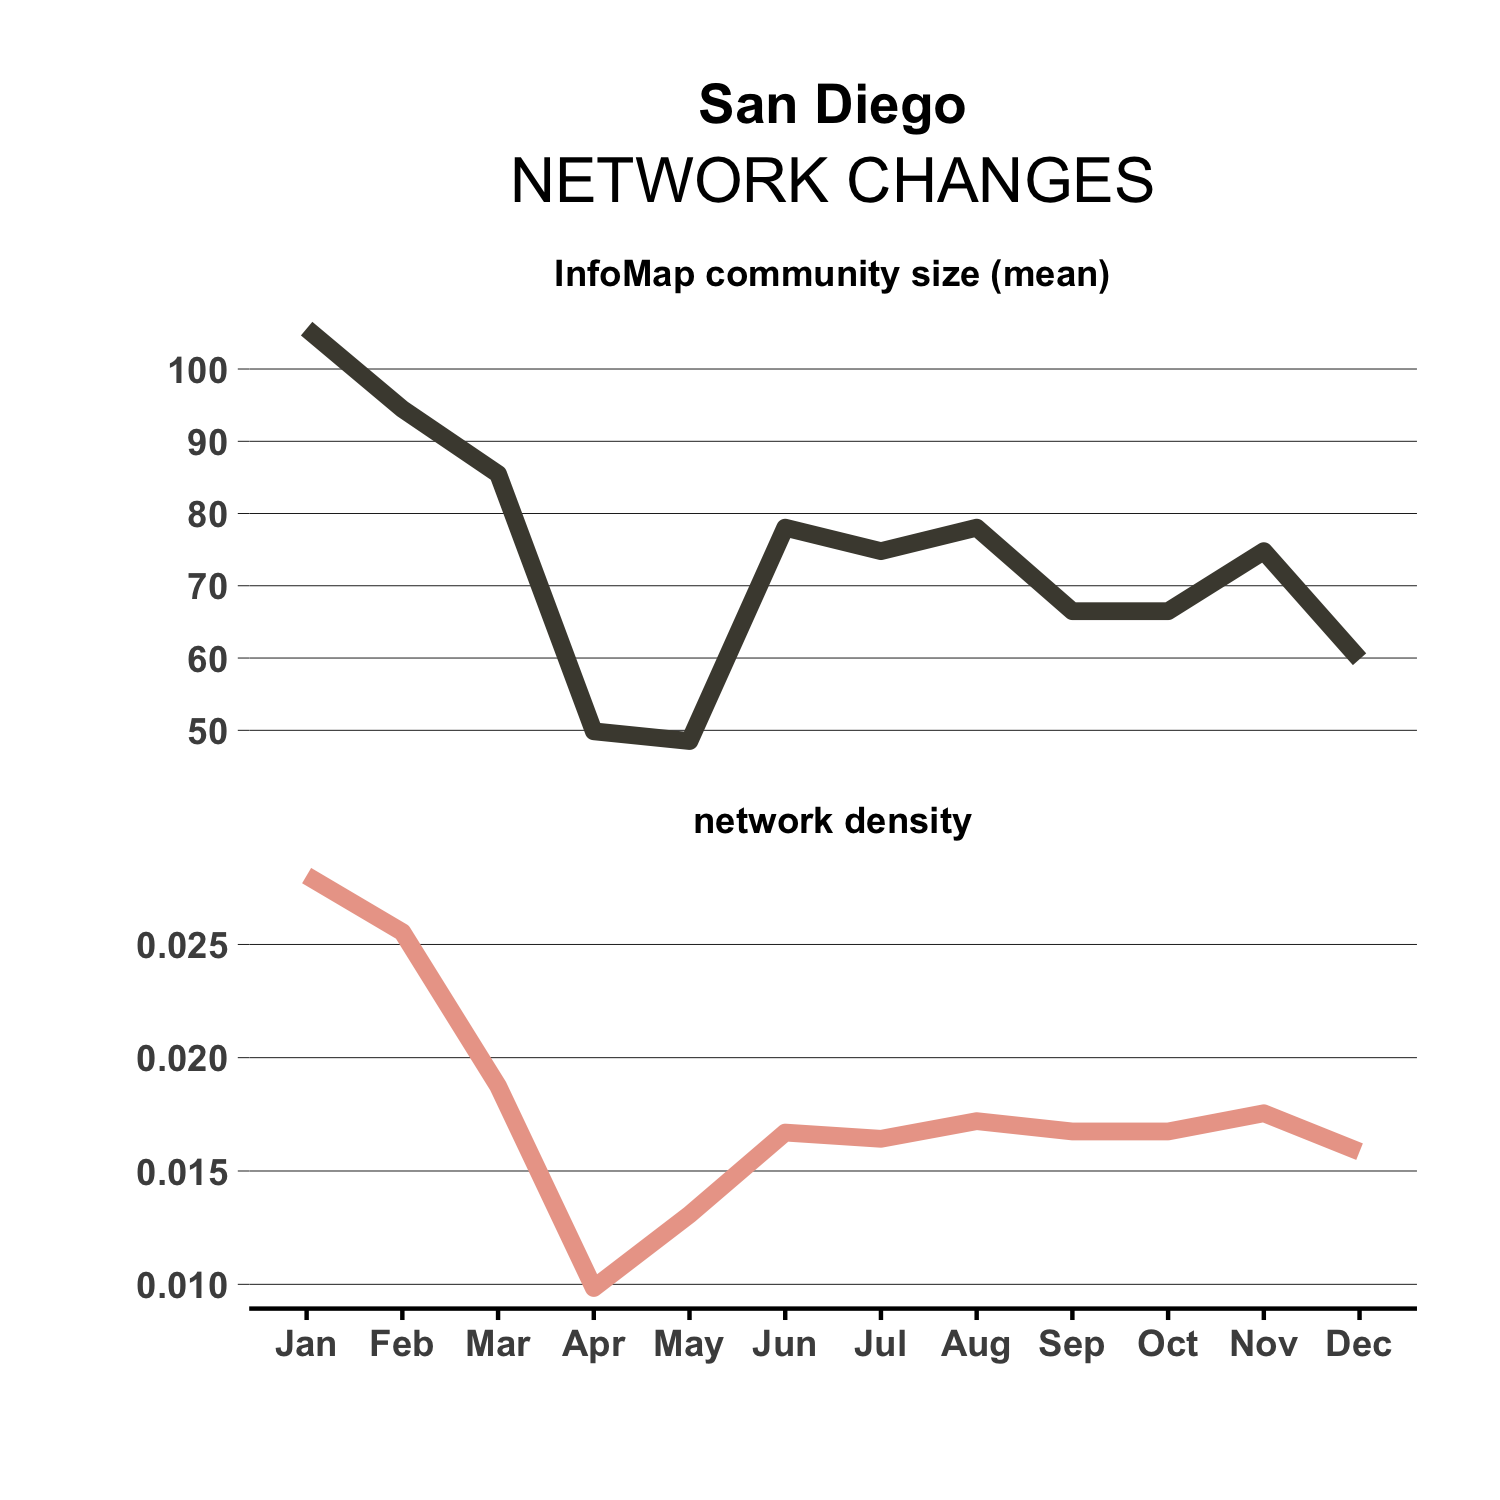 San Diego
NETWORK CHANGES
InfoMap community size (mean)
100
90
80
70
60
50
network density
0.025
0.020
0.015
0.010
Jan Feb Mar Apr May Jun Jul Aug Sep Oct Nov Dec